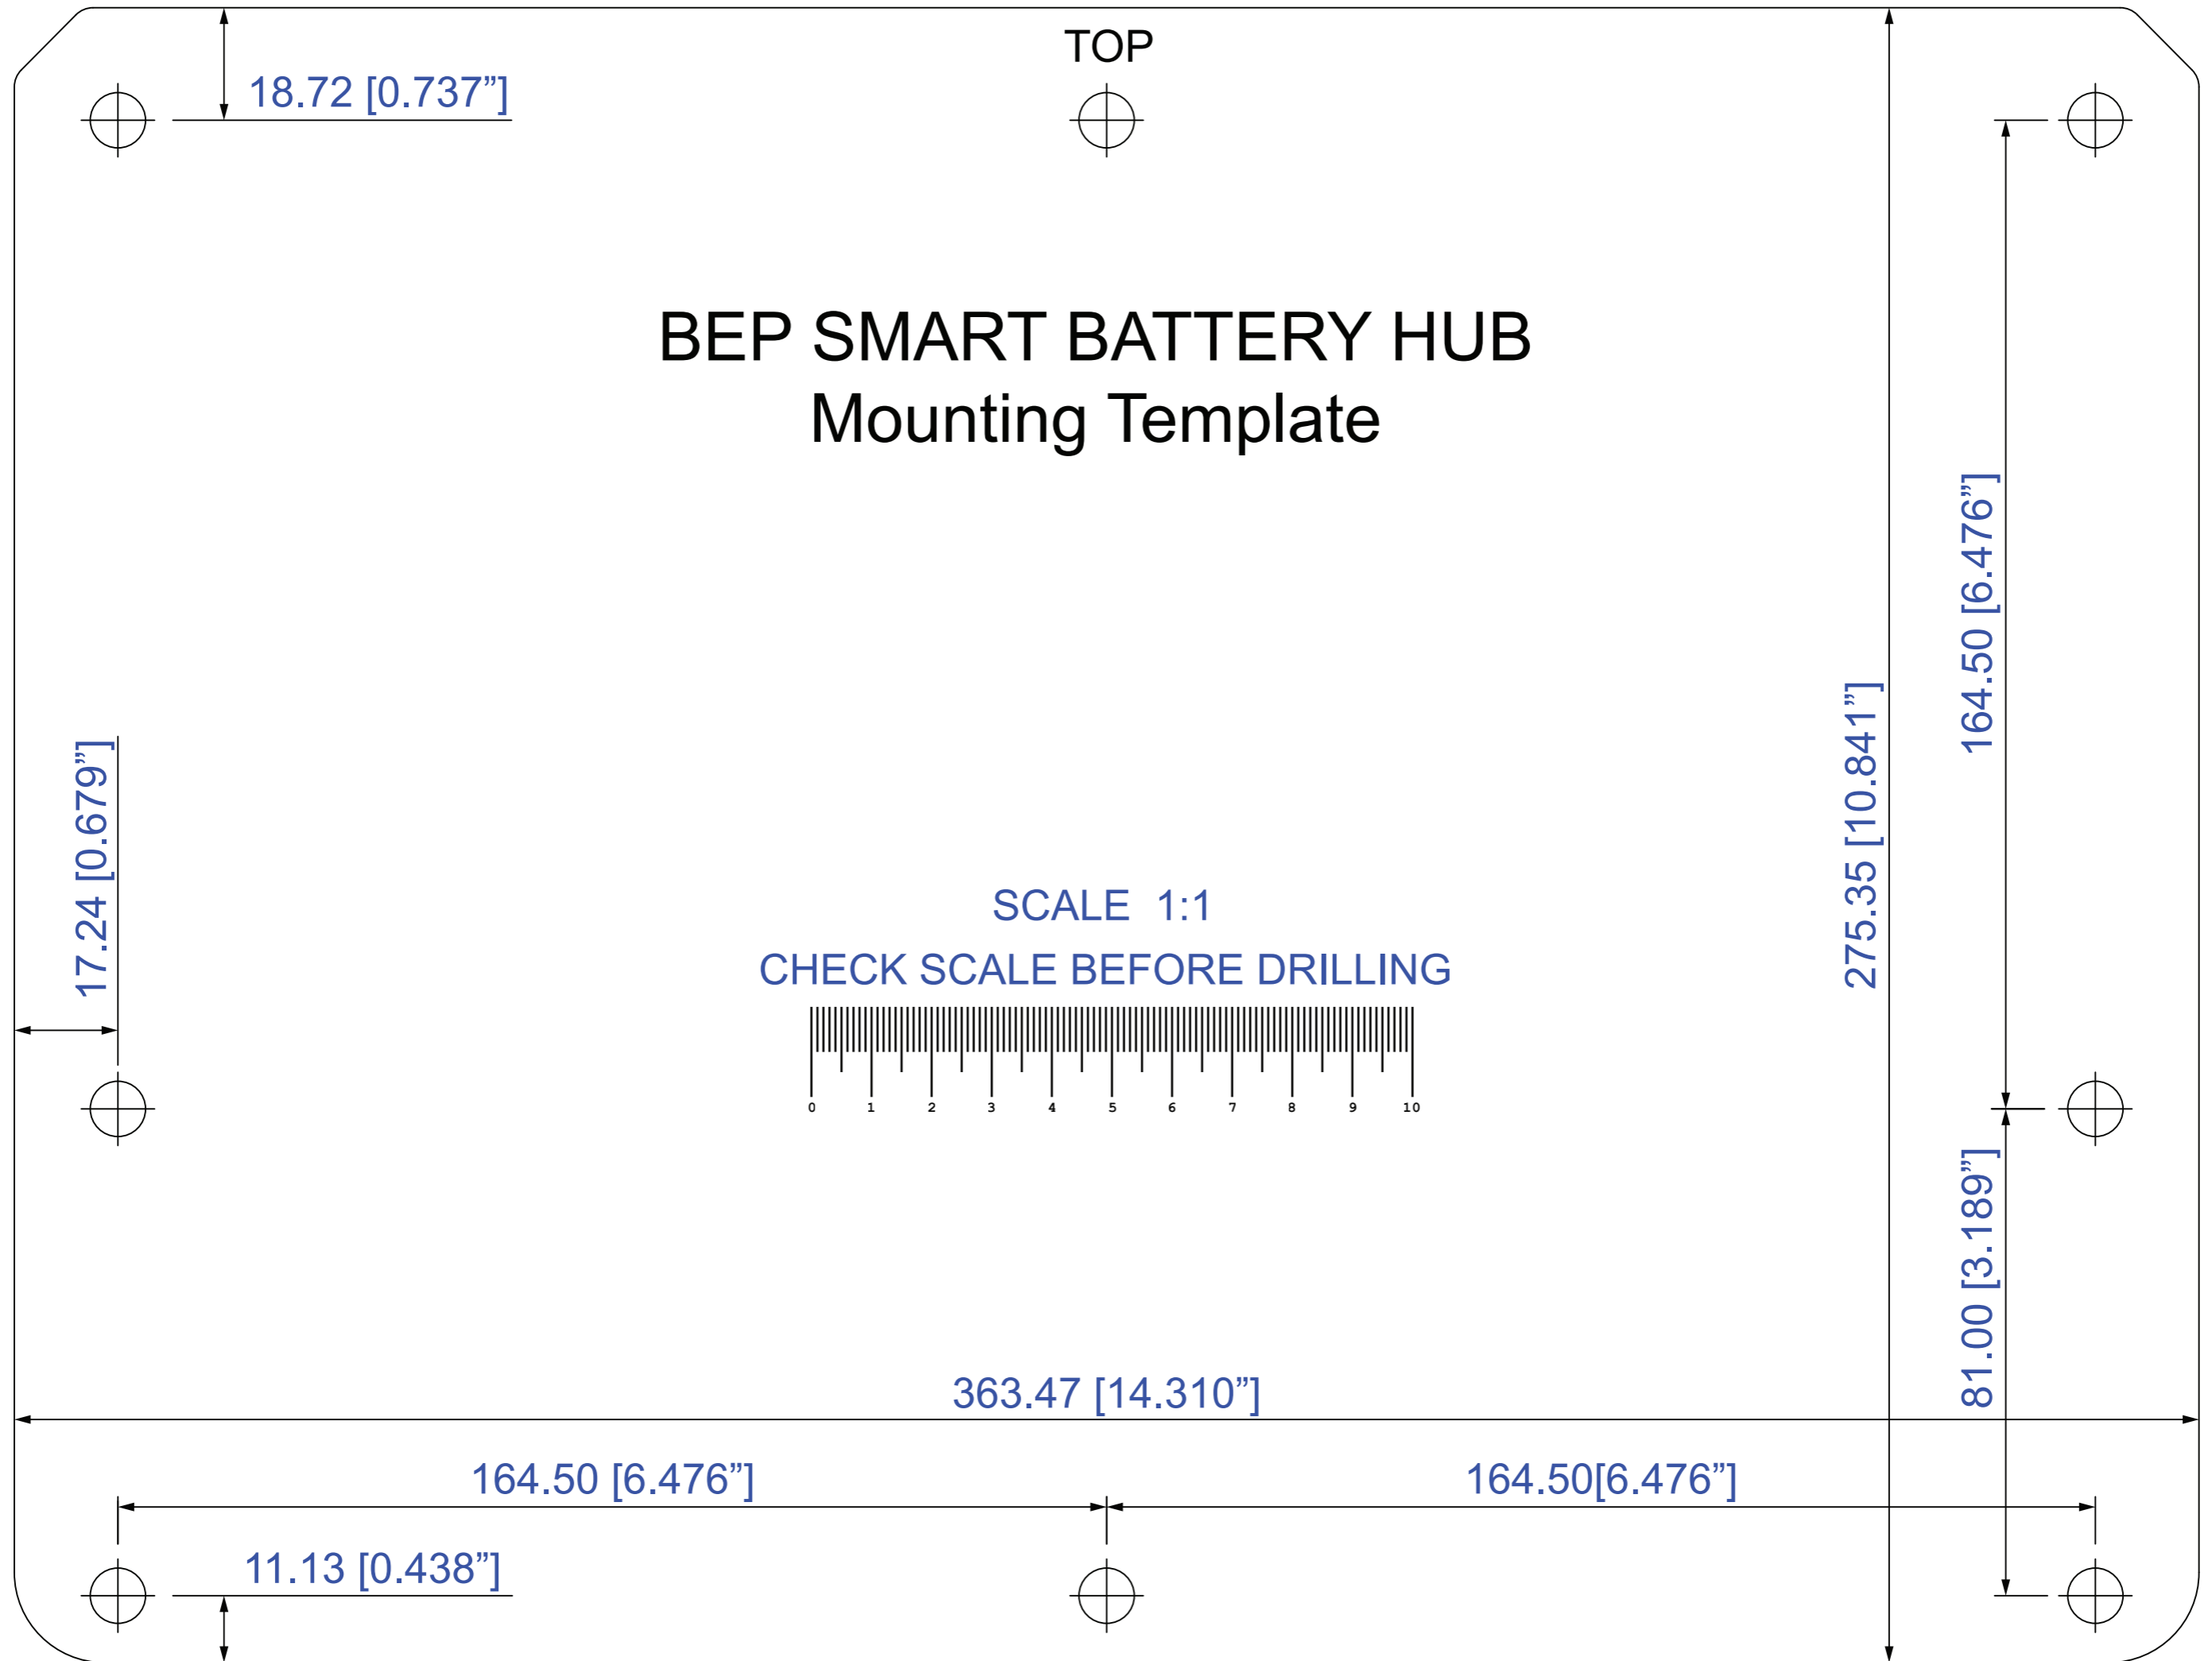 TOP
18.72 [0.737”]
BEP SMART BATTERY HUB
Mounting Template
164.50 [6.476”]
275.35 [10.841”]
17.24 [0.679”]
SCALE 1:1
CHECK SCALE BEFORE DRILLING
0 1 2 3 4 5 6 7 8 9 10
81.00 [3.189”]
363.47 [14.310”]
164.50 [6.476”]
164.50[6.476”]
11.13 [0.438”]